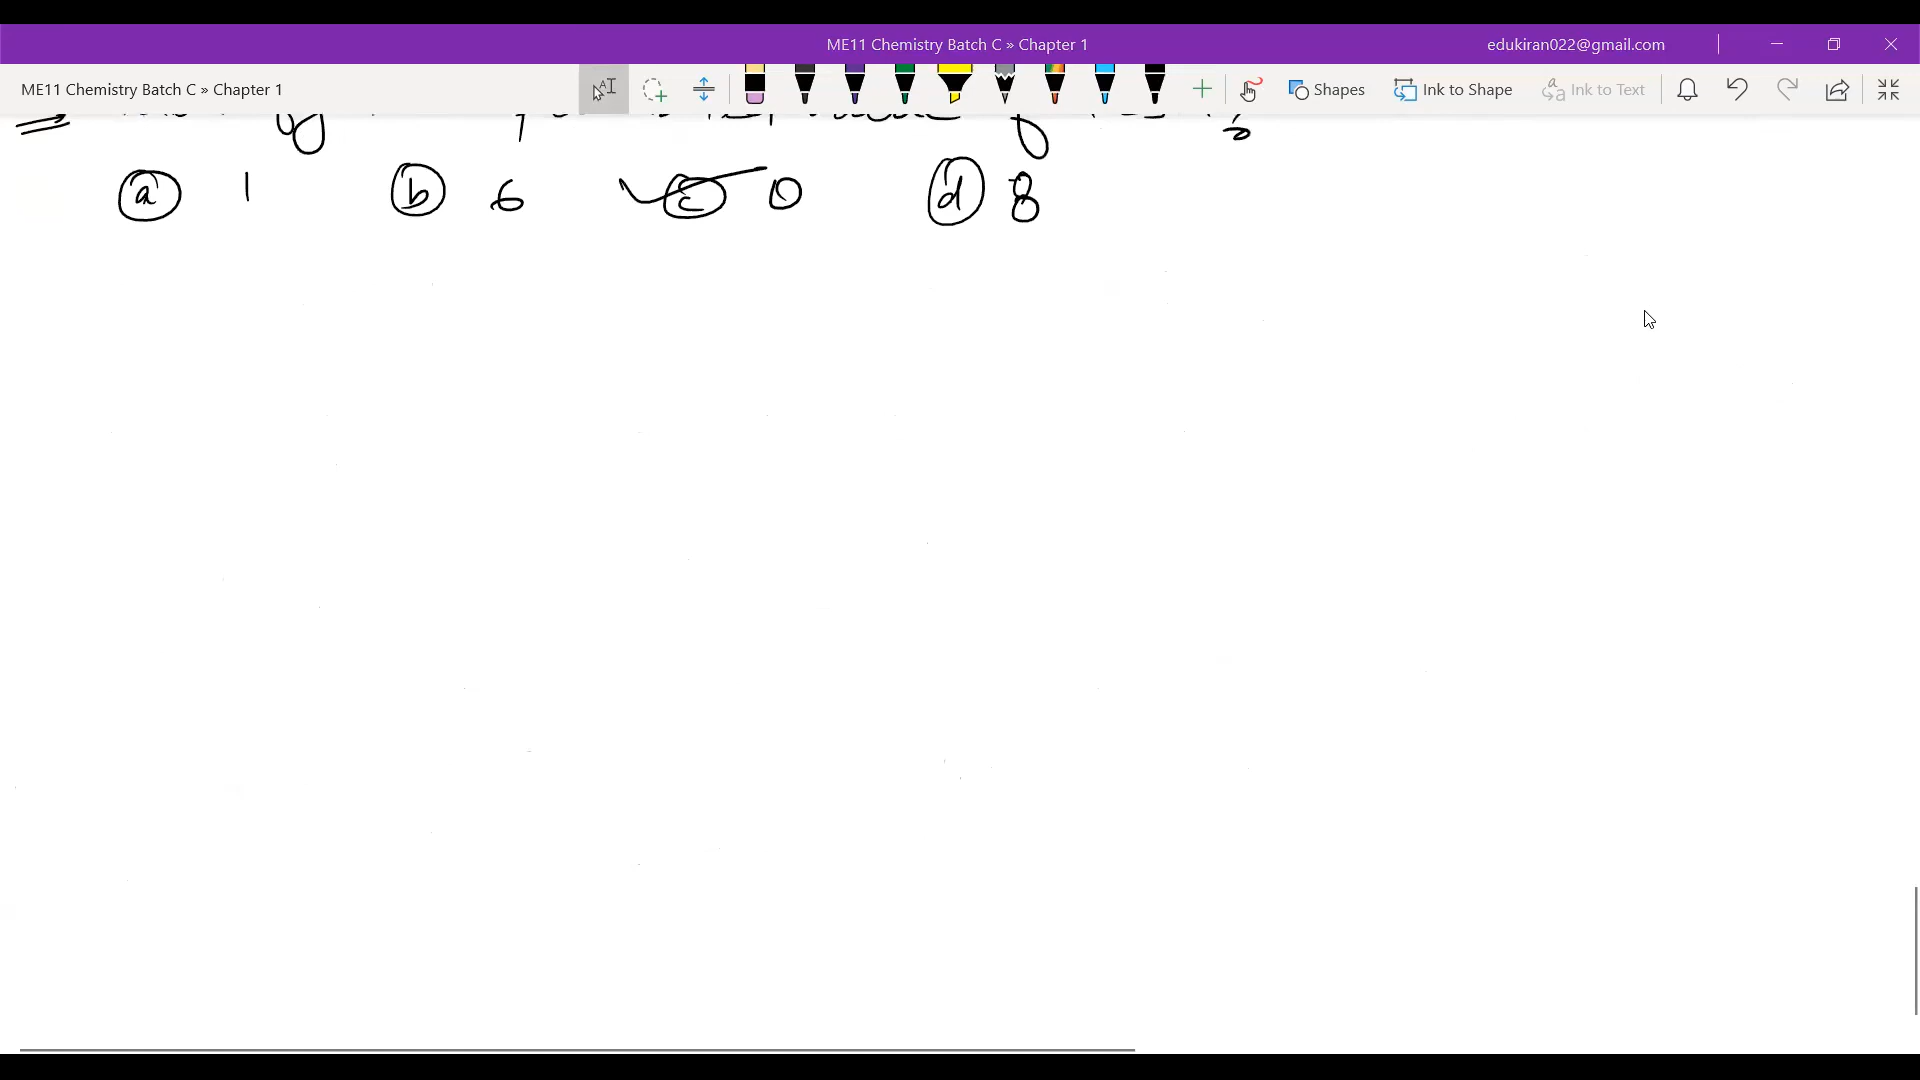 ME11 Chemistry Batch C » Chapter 1
edukiran022@gmail.com
ME11 Chemistry Batch C » Chapter 1
Shapes
Ink to Shape
Ink to Text
ⓐ 1 ⓑ 6 ⓒ 0 ⓓ 8